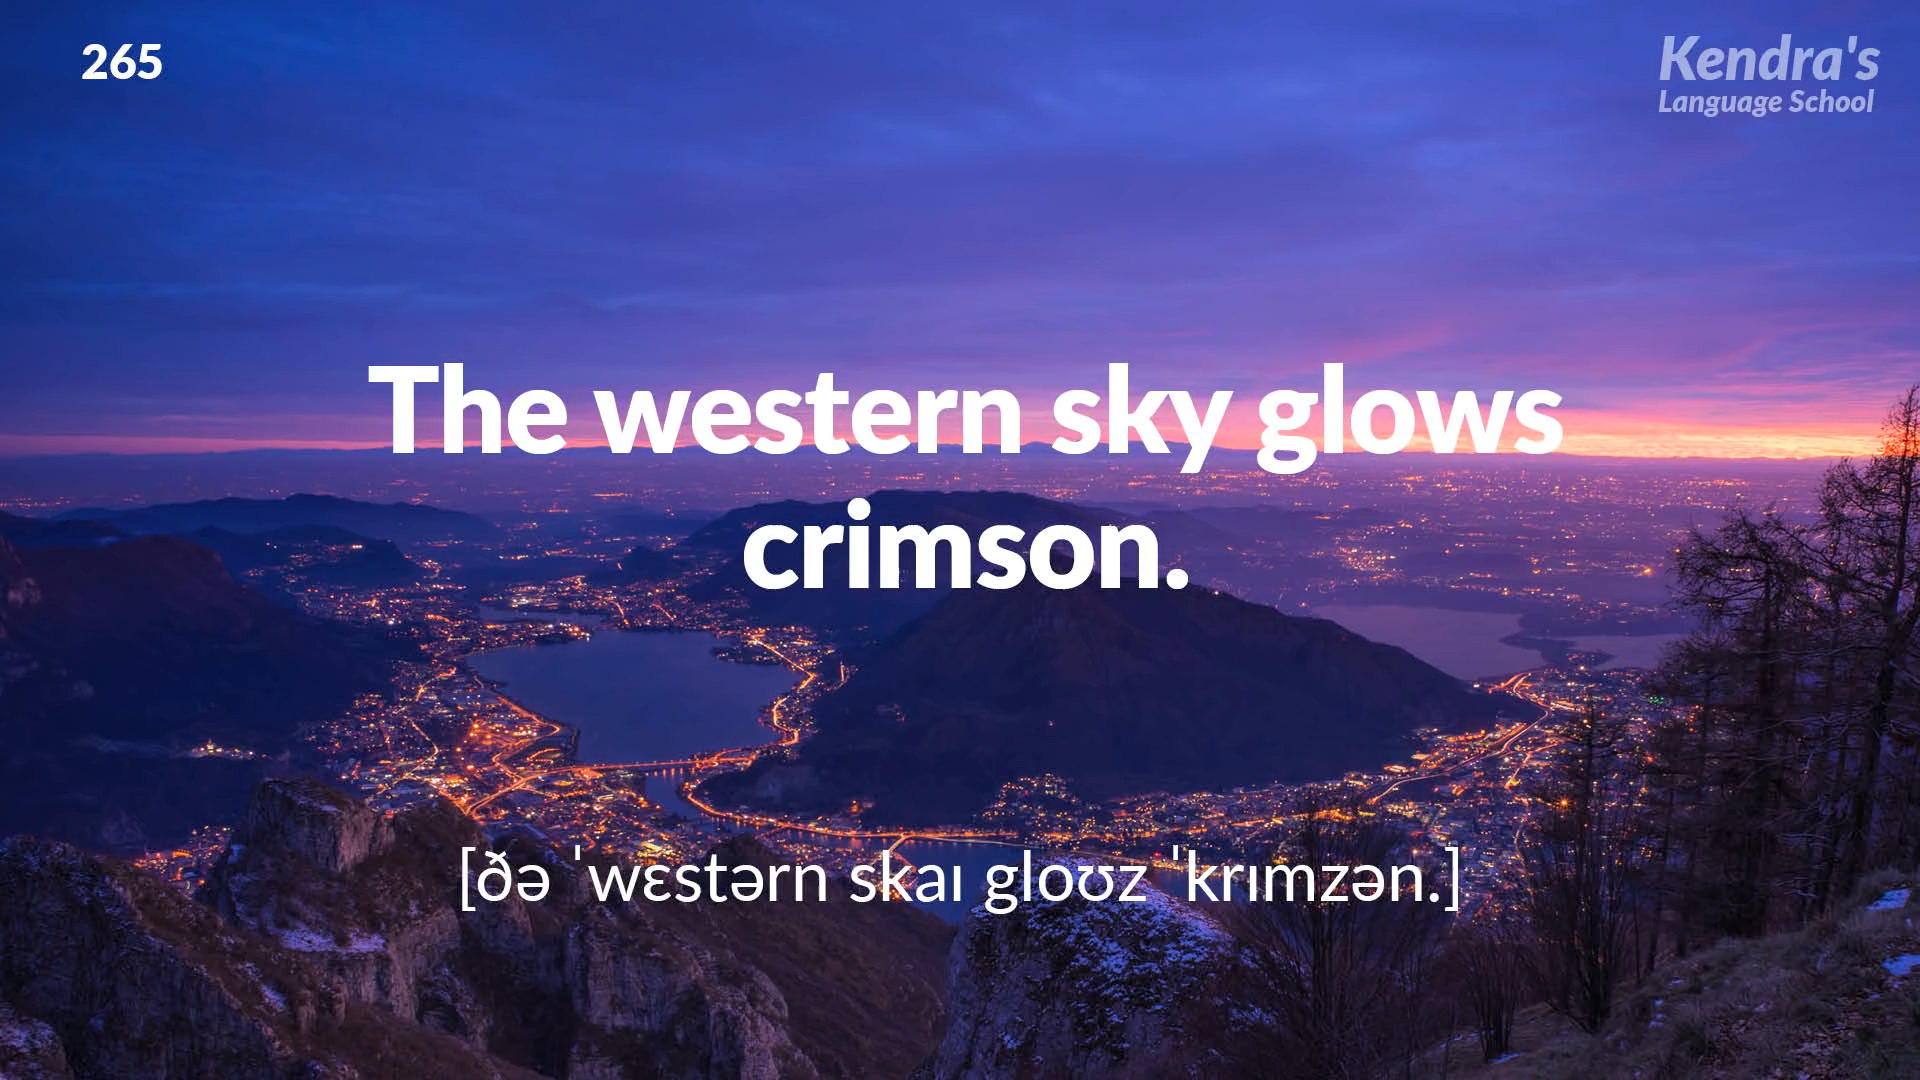 265
Kendra's
Language School
The western sky glows
crimson.
[ðə ˈwɛstərn skaɪ gloʊz ˈkrɪmzən.]